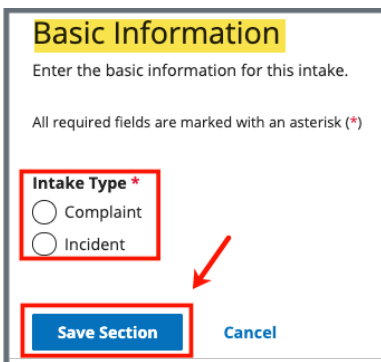 Basic Information
Enter the basic information for this intake.
All required fields are marked with an asterisk (*)
Intake Type *
Complaint
Incident
Save Section Cancel